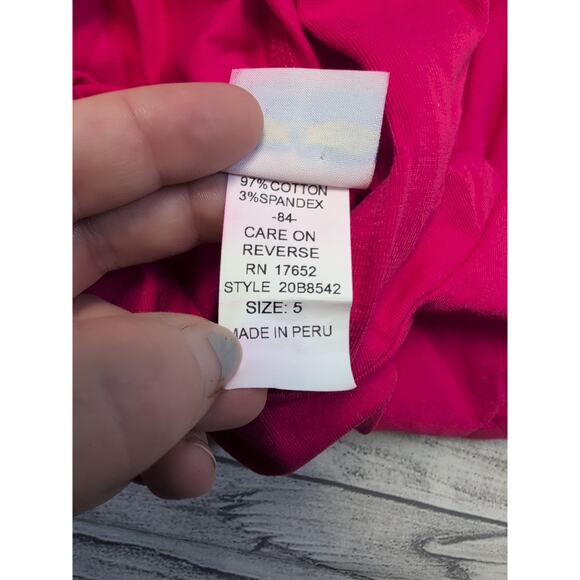 97% COTTON
3%SPANDEX
-84-
CARE ON
REVERSE
RN 17652
STYLE 20B8542
SIZE: 5
MADE IN PERU